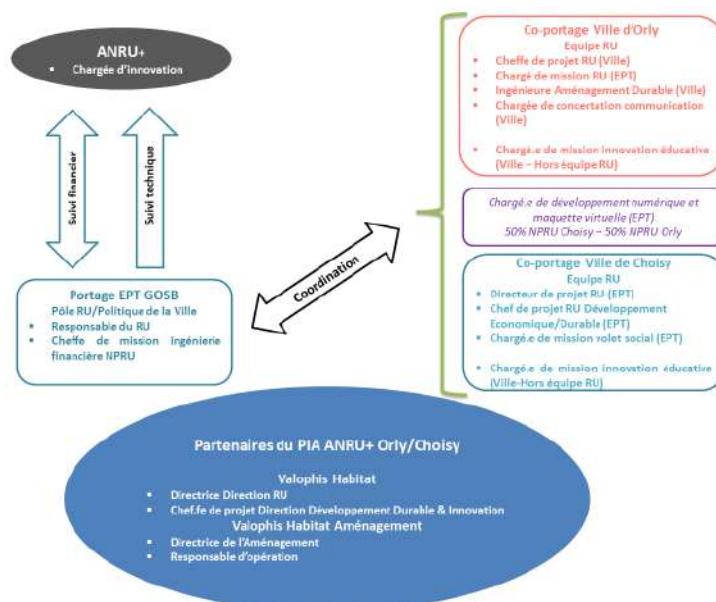 ANRU+
▪ Chargée d'innovation
Suivi financier
Suivi technique
Portage EPT GOSB
Pôle RU/Politique de la Ville
▪ Responsable du RU
▪ Cheffe de mission ingénierie
financière NPRU
Coordination
Co-portage Ville d'Orly
Equipe RU
▪ Cheffe de projet RU (Ville)
▪ Chargé de mission RU (EPT)
▪ Ingénieure Aménagement Durable (Ville)
▪ Chargée de concertation communication
(Ville)
▪ Chargé.e de mission innovation éducative
(Ville – Hors équipe RU)
Chargé.e de développement numérique et
maquette virtuelle (EPT)
50% NPRU Choisy – 50% NPRU Orly
Co-portage Ville de Choisy
Equipe RU
▪ Directeur de projet RU (EPT)
▪ Chef de projet RU Développement
Economique/Durable (EPT)
▪ Chargé.e de mission volet social (EPT)
▪ Chargé.e de mission innovation éducative
(Ville-Hors équipe RU)
Partenaires du PIA ANRU+ Orly/Choisy
Valophis Habitat
▪ Directrice Direction RU
▪ Chef.fe de projet Direction Développement Durable & Innovation
Valophis Habitat Aménagement
▪ Directrice de l'Aménagement
▪ Responsable d'opération